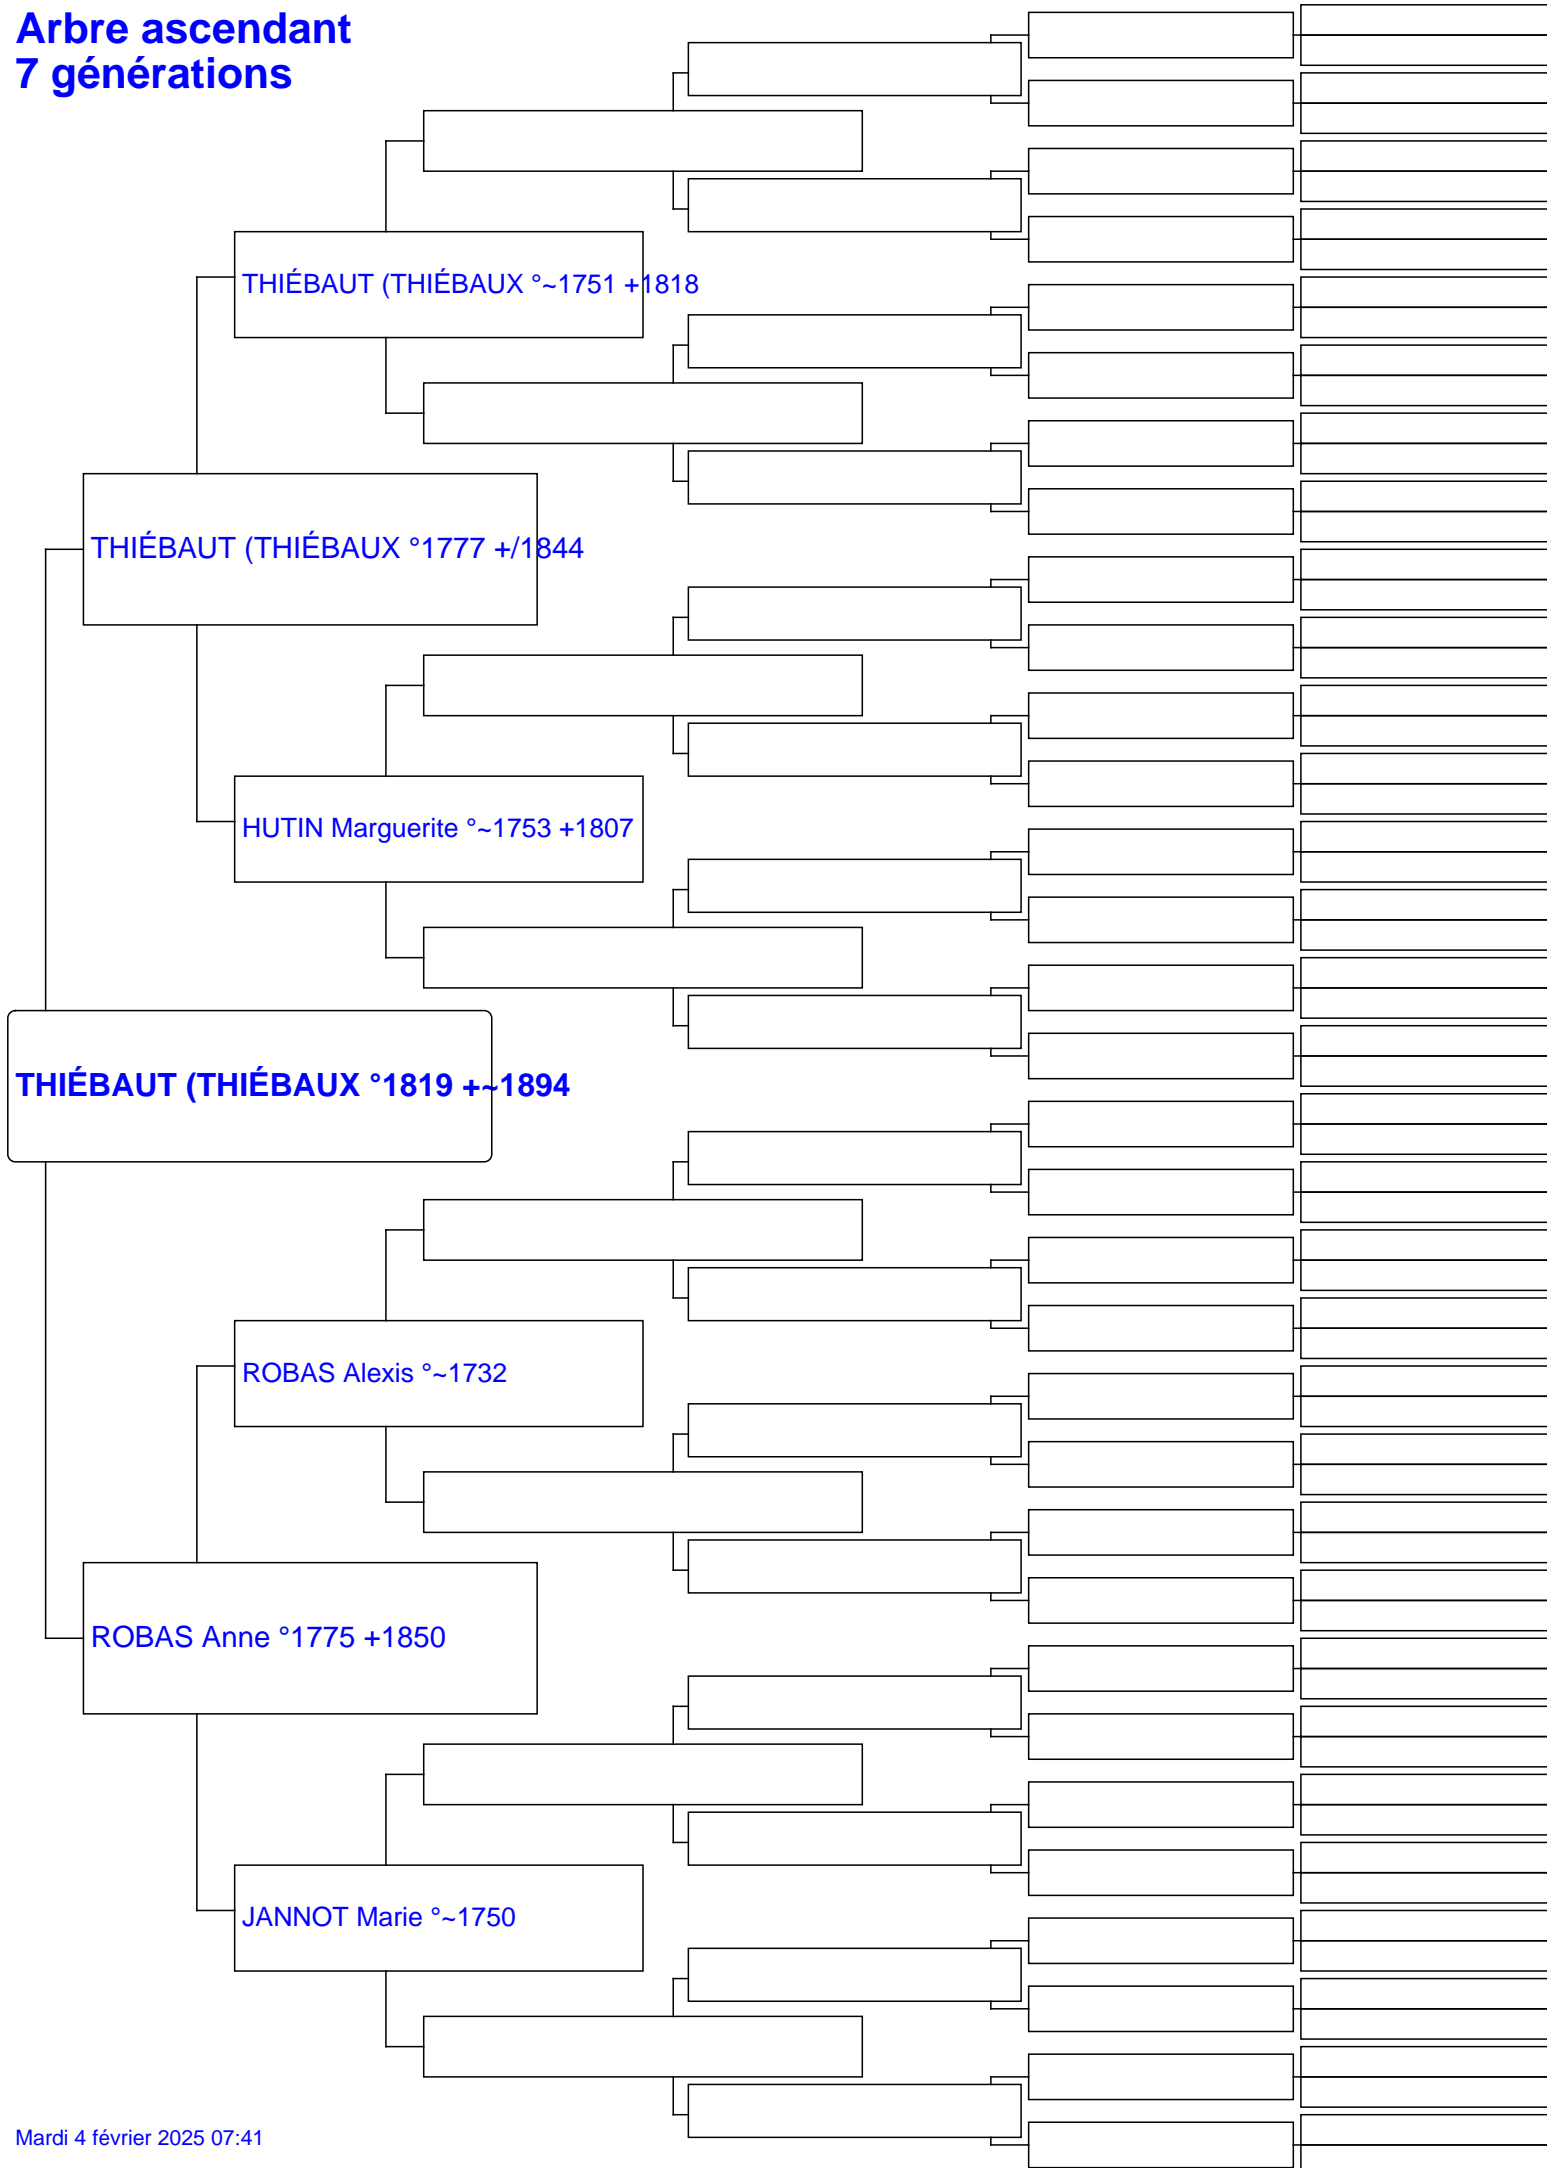 Arbre ascendant
7 générations
THIÉBAUT (THIÉBAUX °~1751 +1818
THIÉBAUT (THIÉBAUX °1777 +/1844
HUTIN Marguerite °~1753 +1807
THIÉBAUT (THIÉBAUX °1819 +~1894
ROBAS Alexis °~1732
ROBAS Anne °1775 +1850
JANNOT Marie °~1750
Mardi 4 février 2025 07:41